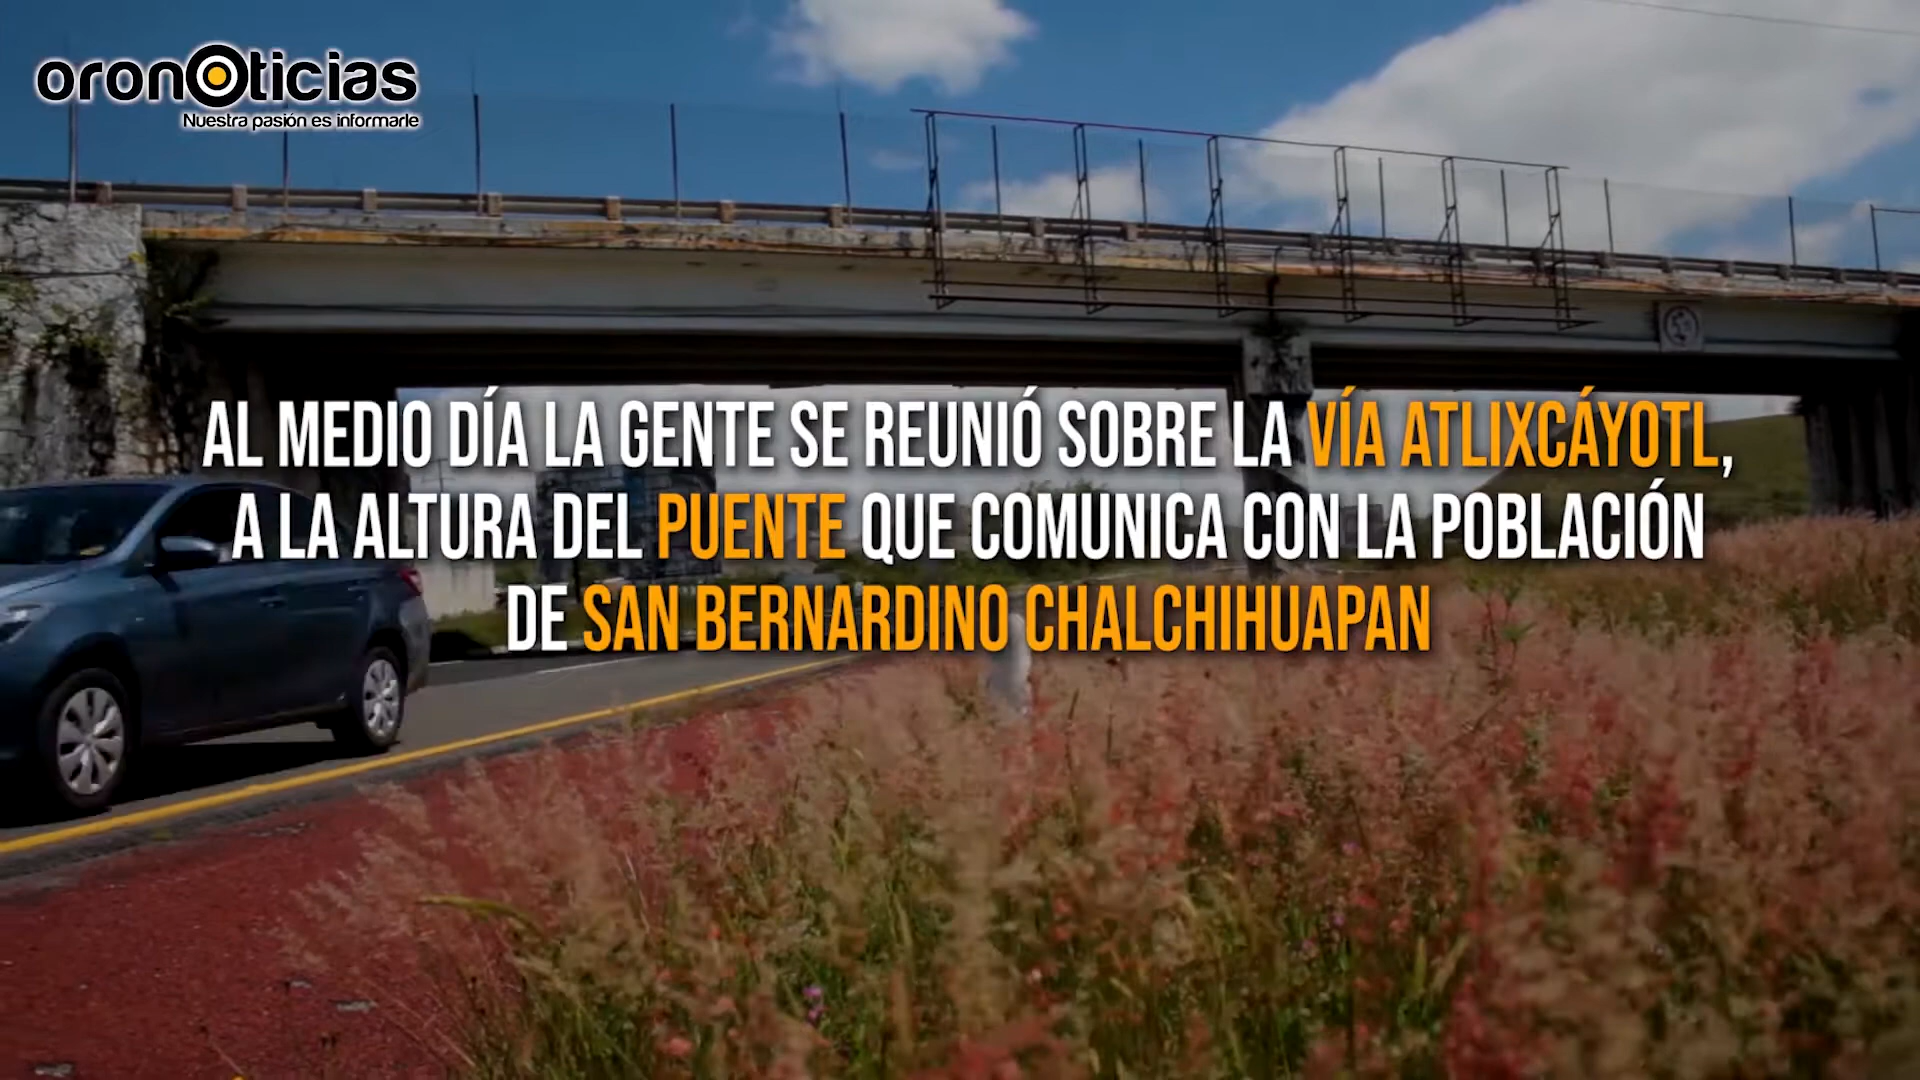 oronoticias
Nuestra pasión es informarle
AL MEDIO DÍA LA GENTE SE REUNIÓ SOBRE LA VÍA ATLIXCÁYOTL,
A LA ALTURA DEL PUENTE QUE COMUNICA CON LA POBLACIÓN
DE SAN BERNARDINO CHALCHIHUAPAN